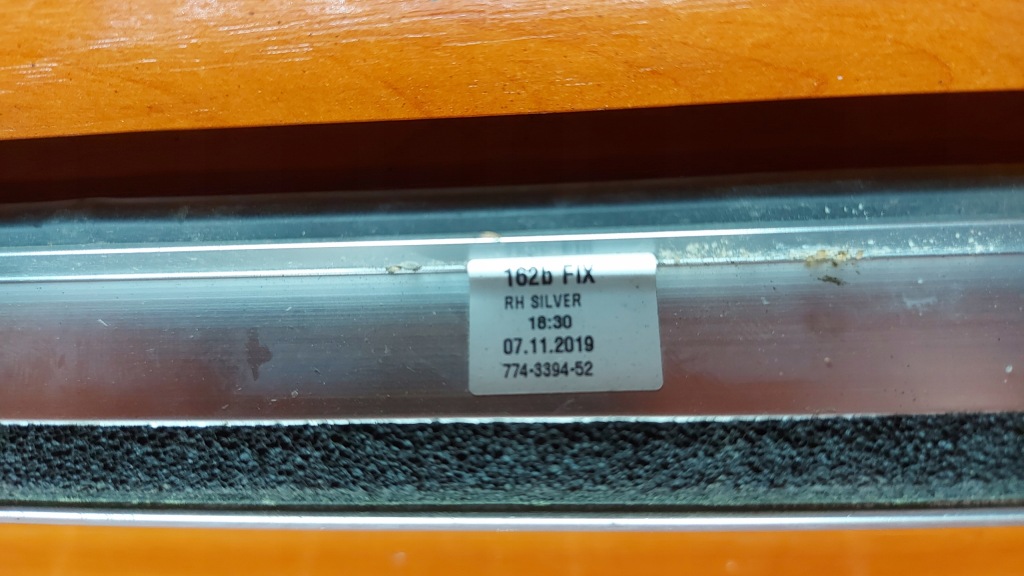 162b FIX
RH SILVER
18:30
07.11.2019
774-3394-52